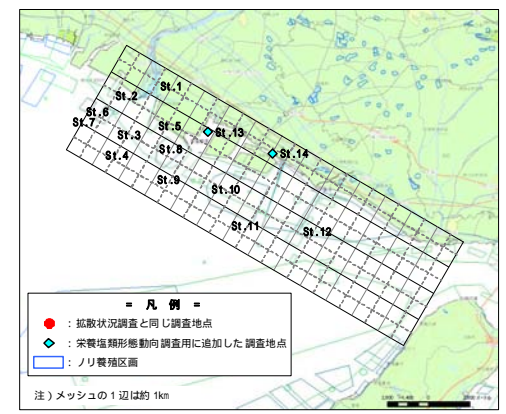 St.1
St.2
St.6
St.7
St.5
St.13
St.3
St.8
St.14
St.4
St.9
St.10
St.11
St.12
= 凡 例 =
：拡散状況調査と同じ調査地点
：栄養塩類形態動向調査用に追加した調査地点
：ノリ養殖区画
注）メッシュの１辺は約 1km